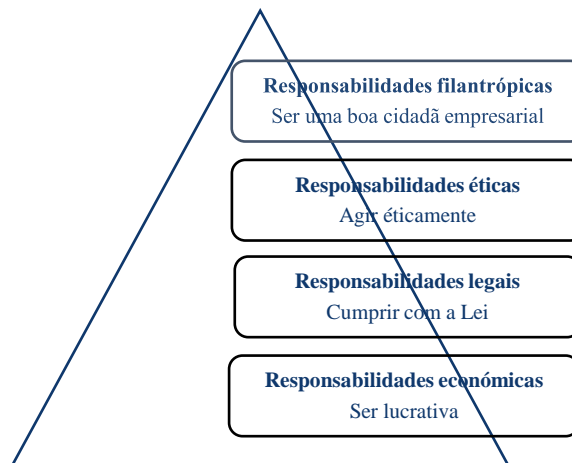 Responsabilidades filantrópicas
Ser uma boa cidadã empresarial
Responsabilidades éticas
Agir éticamente
Responsabilidades legais
Cumprir com a Lei
Responsabilidades económicas
Ser lucrativa